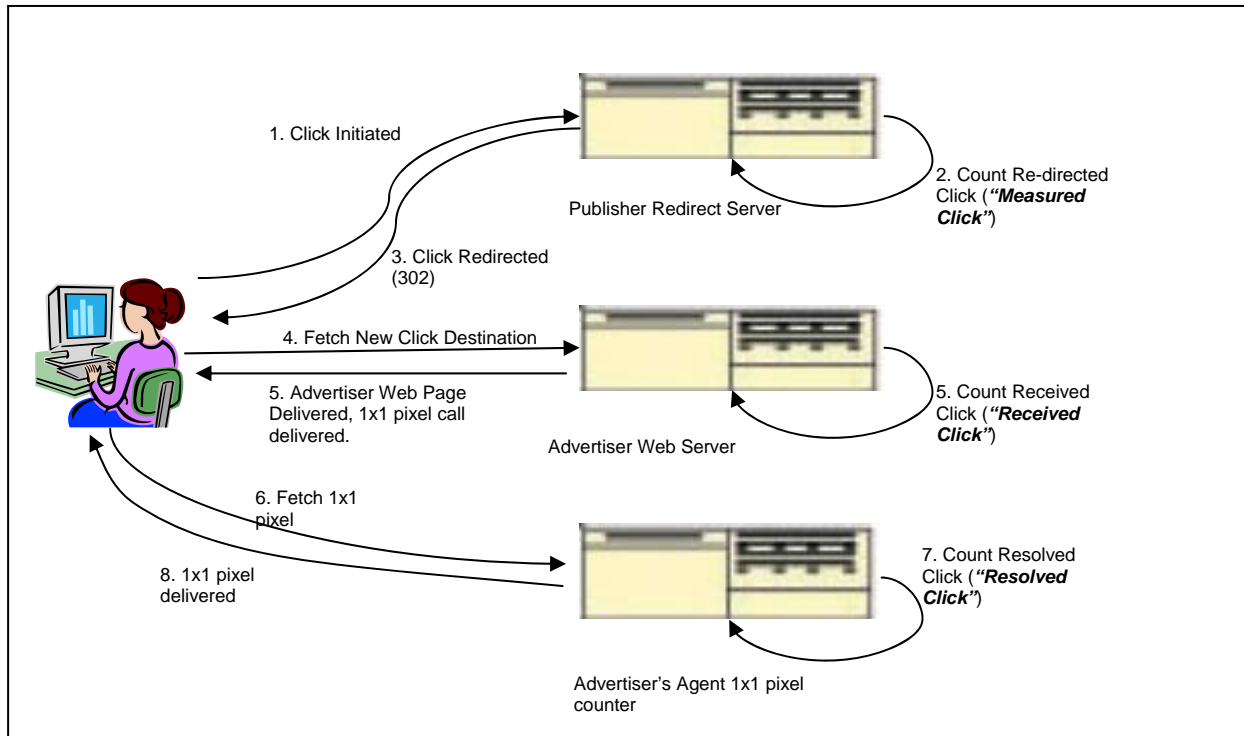 1. Click Initiated
2. Count Re-directed
Click (“Measured
Click”)
Publisher Redirect Server
3. Click Redirected
(302)
4. Fetch New Click Destination
5. Advertiser Web Page
Delivered, 1x1 pixel call
delivered.
5. Count Received
Click (“Received
Click”)
Advertiser Web Server
6. Fetch 1x1
pixel
7. Count Resolved
Click (“Resolved
Click”)
8. 1x1 pixel
delivered
Advertiser’s Agent 1x1 pixel
counter